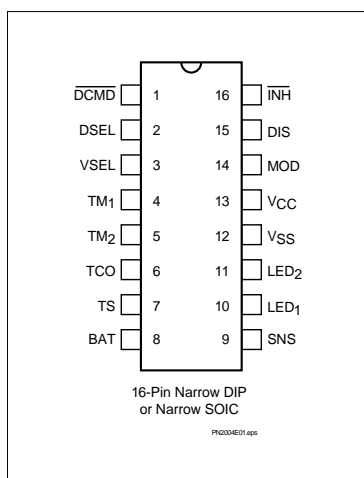 DCMD 1 16 INH
DSEL 2 15 DIS
VSEL 3 14 MOD
TM1 4 13 VCC
TM2 5 12 VSS
TCO 6 11 LED2
TS 7 10 LED1
BAT 8 9 SNS
16-Pin Narrow DIP
or Narrow SOIC
PN2004E01.eps